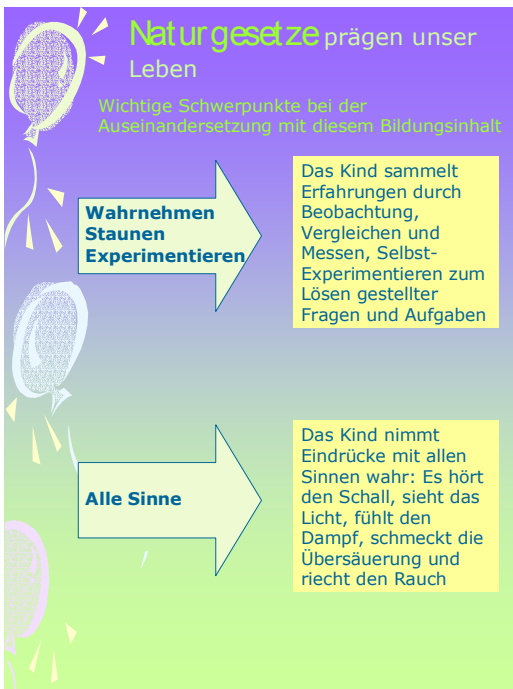 Naturgesetze prägen unser
Leben
Wichtige Schwerpunkte bei der
Auseinandersetzung mit diesem Bildungsinhalt
Wahrnehmen
Staunen
Experimentieren
Das Kind sammelt
Erfahrungen durch
Beobachtung,
Vergleichen und
Messen, Selbst-
Experimentieren zum
Lösen gestellter
Fragen und Aufgaben
Alle Sinne
Das Kind nimmt
Eindrücke mit allen
Sinnen wahr: Es hört
den Schall, sieht das
Licht, fühlt den
Dampf, schmeckt die
Übersäuerung und
riecht den Rauch